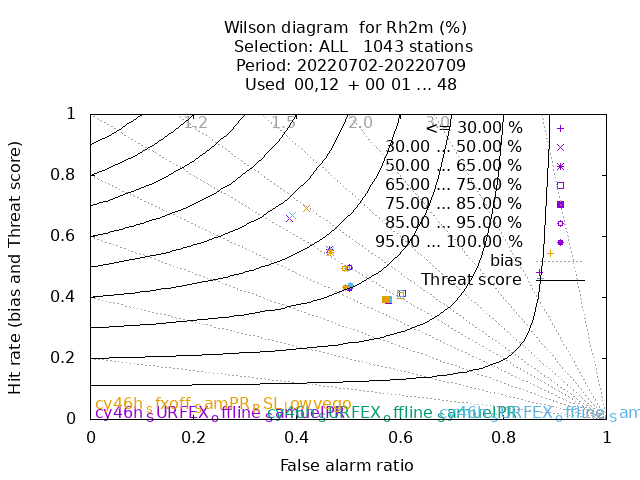 Wilson diagram for Rh2m (%)
Selection: ALL 1043 stations
Period: 20220702-20220709
Used 00,12 + 00 01 ... 48
Hit rate (bias and Threat score)
1
0.8
0.6
0.4
0.2
0
1.2 1.5 2.0 3.0
<= 30.00 %
30.00 ... 50.00 %
50.00 ... 65.00 %
65.00 ... 75.00 %
75.00 ... 85.00 %
85.00 ... 95.00 %
95.00 ... 100.00 %
bias
Threat score
0 0.2 0.4 0.6 0.8 1
False alarm ratio